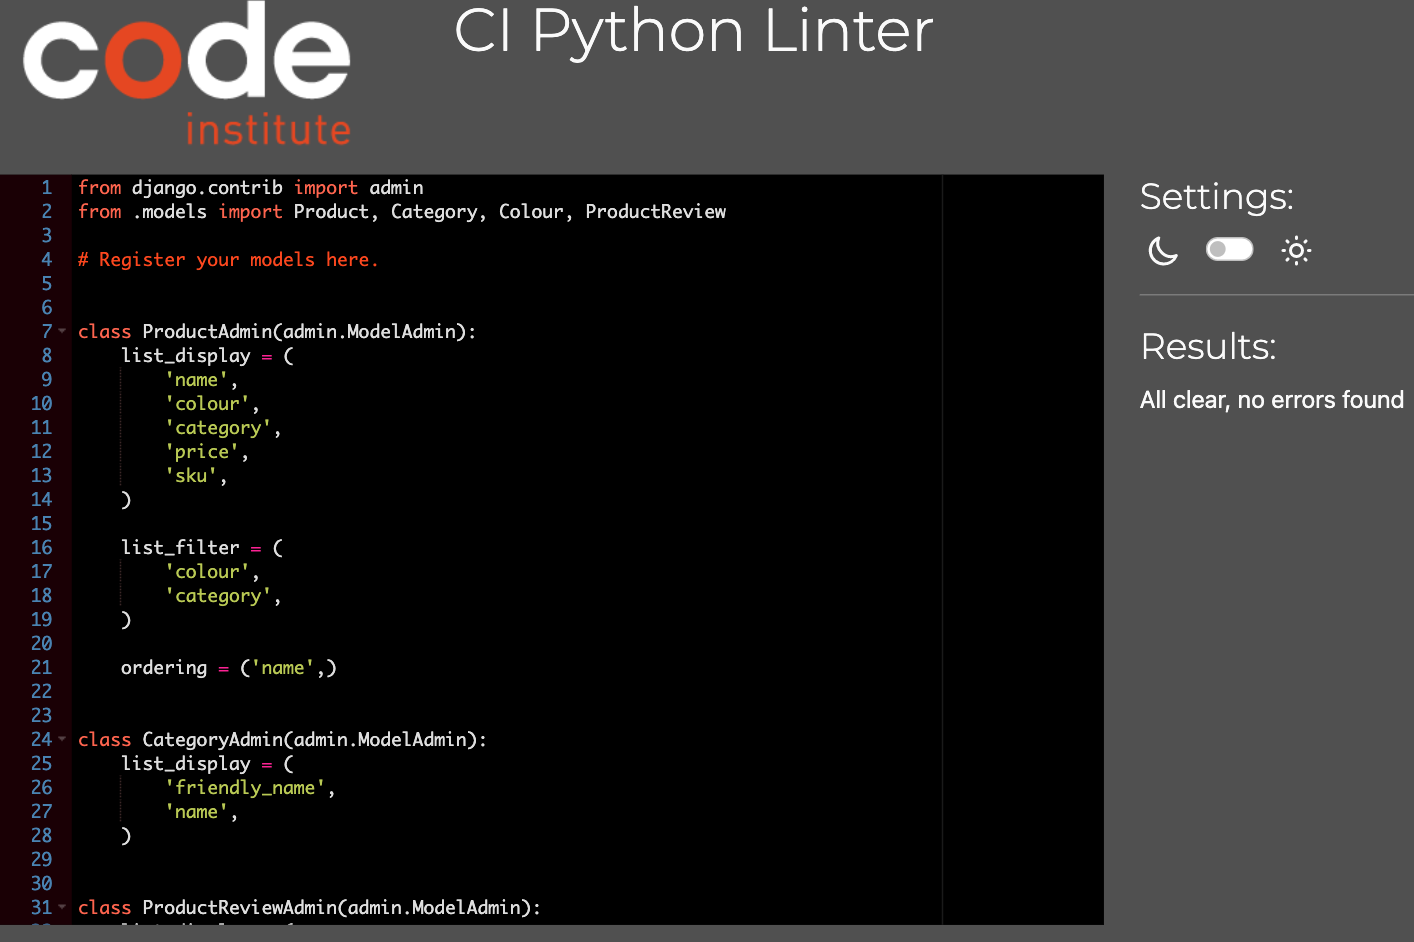 code
institute
CI Python Linter
1 from django.contrib import admin
2 from .models import Product, Category, Colour, ProductReview
3
4 # Register your models here.
5
6
7 class ProductAdmin(admin.ModelAdmin):
8     list_display = (
9         'name',
10         'colour',
11         'category',
12         'price',
13         'sku',
14     )
15
16     list_filter = (
17         'colour',
18         'category',
19     )
20
21     ordering = ('name',)
22
23
24 class CategoryAdmin(admin.ModelAdmin):
25     list_display = (
26         'friendly_name',
27         'name',
28     )
29
30
31 class ProductReviewAdmin(admin.ModelAdmin):
Settings:
Results:
All clear, no errors found